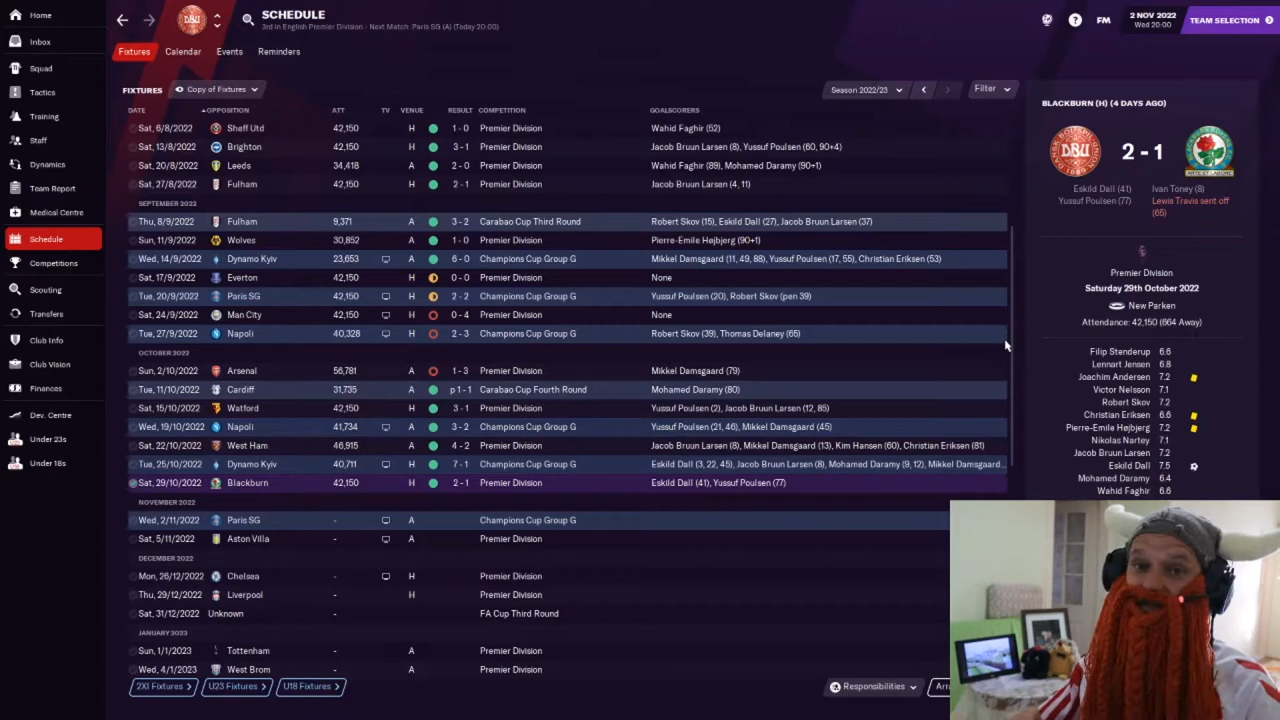 Home
Inbox
Squad
Tactics
Training
Staff
Dynamics
Team Report
Medical Centre
Schedule
Competitions
Scouting
Transfers
Club Info
Club Vision
Finances
Dev. Centre
Under 23s
Under 18s
DBU
SCHEDULE
3rd in English Premier Division - Next Match: Paris SG (A) (Today 20:00)
FM
2 NOV 2022
Wed 20:00
TEAM SELECTION
Fixtures Calendar Events Reminders
FIXTURES Copy of Fixtures Season 2022/23 Filter
DATE OPPOSITION ATT TV VENUE RESULT COMPETITION GOALSCORERS
Sat, 6/8/2022 Sheff Utd 42,150 H 1 - 0 Premier Division Wahid Faghir (52)
Sat, 13/8/2022 Brighton 42,150 H 3 - 1 Premier Division Jacob Bruun Larsen (8), Yussuf Poulsen (60, 90+4)
Sat, 20/8/2022 Leeds 34,418 A 2 - 0 Premier Division Wahid Faghir (89), Mohamed Daramy (90+1)
Sat, 27/8/2022 Fulham 42,150 H 2 - 1 Premier Division Jacob Bruun Larsen (4, 11)
SEPTEMBER 2022
Thu, 8/9/2022 Fulham 9,371 A 3 - 2 Carabao Cup Third Round Robert Skov (15), Eskild Dall (27), Jacob Bruun Larsen (37)
Sun, 11/9/2022 Wolves 30,852 A 1 - 0 Premier Division Pierre-Emile Højbjerg (90+1)
Wed, 14/9/2022 Dynamo Kyiv 23,653 A 6 - 0 Champions Cup Group G Mikkel Damsgaard (11, 49, 88), Yussuf Poulsen (17, 55), Christian Eriksen (53)
Sat, 17/9/2022 Everton 42,150 H 0 - 0 Premier Division None
Tue, 20/9/2022 Paris SG 42,150 H 2 - 2 Champions Cup Group G Yussuf Poulsen (20), Robert Skov (pen 39)
Sat, 24/9/2022 Man City 42,150 H 0 - 4 Premier Division None
Tue, 27/9/2022 Napoli 40,328 H 2 - 3 Champions Cup Group G Robert Skov (39), Thomas Delaney (65)
OCTOBER 2022
Sun, 2/10/2022 Arsenal 56,781 A 1 - 3 Premier Division Mikkel Damsgaard (79)
Tue, 11/10/2022 Cardiff 31,735 A p 1 - 1 Carabao Cup Fourth Round Mohamed Daramy (80)
Sat, 15/10/2022 Watford 42,150 H 3 - 1 Premier Division Yussuf Poulsen (2), Jacob Bruun Larsen (12, 85)
Wed, 19/10/2022 Napoli 41,734 A 3 - 2 Champions Cup Group G Yussuf Poulsen (21, 46), Mikkel Damsgaard (45)
Sat, 22/10/2022 West Ham 46,915 A 4 - 2 Premier Division Jacob Bruun Larsen (8), Mikkel Damsgaard (13), Kim Hansen (60), Christian Eriksen (81)
Tue, 25/10/2022 Dynamo Kyiv 40,711 H 7 - 1 Champions Cup Group G Eskild Dall (3, 22, 45), Jacob Bruun Larsen (8), Mohamed Daramy (9, 12), Mikkel Damsgaard...
Sat, 29/10/2022 Blackburn 42,150 H 2 - 1 Premier Division Eskild Dall (41), Yussuf Poulsen (77)
NOVEMBER 2022
Wed, 2/11/2022 Paris SG - A Champions Cup Group G
Sat, 5/11/2022 Aston Villa - A Premier Division
DECEMBER 2022
Mon, 26/12/2022 Chelsea - H Premier Division
Thu, 29/12/2022 Liverpool - H Premier Division
Sat, 31/12/2022 Unknown - FA Cup Third Round
JANUARY 2023
Sun, 1/1/2023 Tottenham - A Premier Division
Wed, 4/1/2023 West Brom - A Premier Division
2XI Fixtures U23 Fixtures U18 Fixtures Responsibilities
BLACKBURN (H) (4 DAYS AGO)
DBU 2 - 1
Eskild Dall (41) Ivan Toney (8)
Yussuf Poulsen (77) Lewis Travis sent off
(65)
Premier Division
Saturday 29th October 2022
New Parken
Attendance: 42,150 (664 Away)
Filip Stenderup 6.6
Lennart Jensen 6.8
Joachim Andersen 7.2
Victor Nelsson 7.1
Robert Skov 7.2
Christian Eriksen 6.6
Pierre-Emile Højbjerg 7.2
Nikolas Nartey 7.1
Jacob Bruun Larsen 7.2
Eskild Dall 7.5
Mohamed Daramy 6.4
Wahid Faghir 6.6